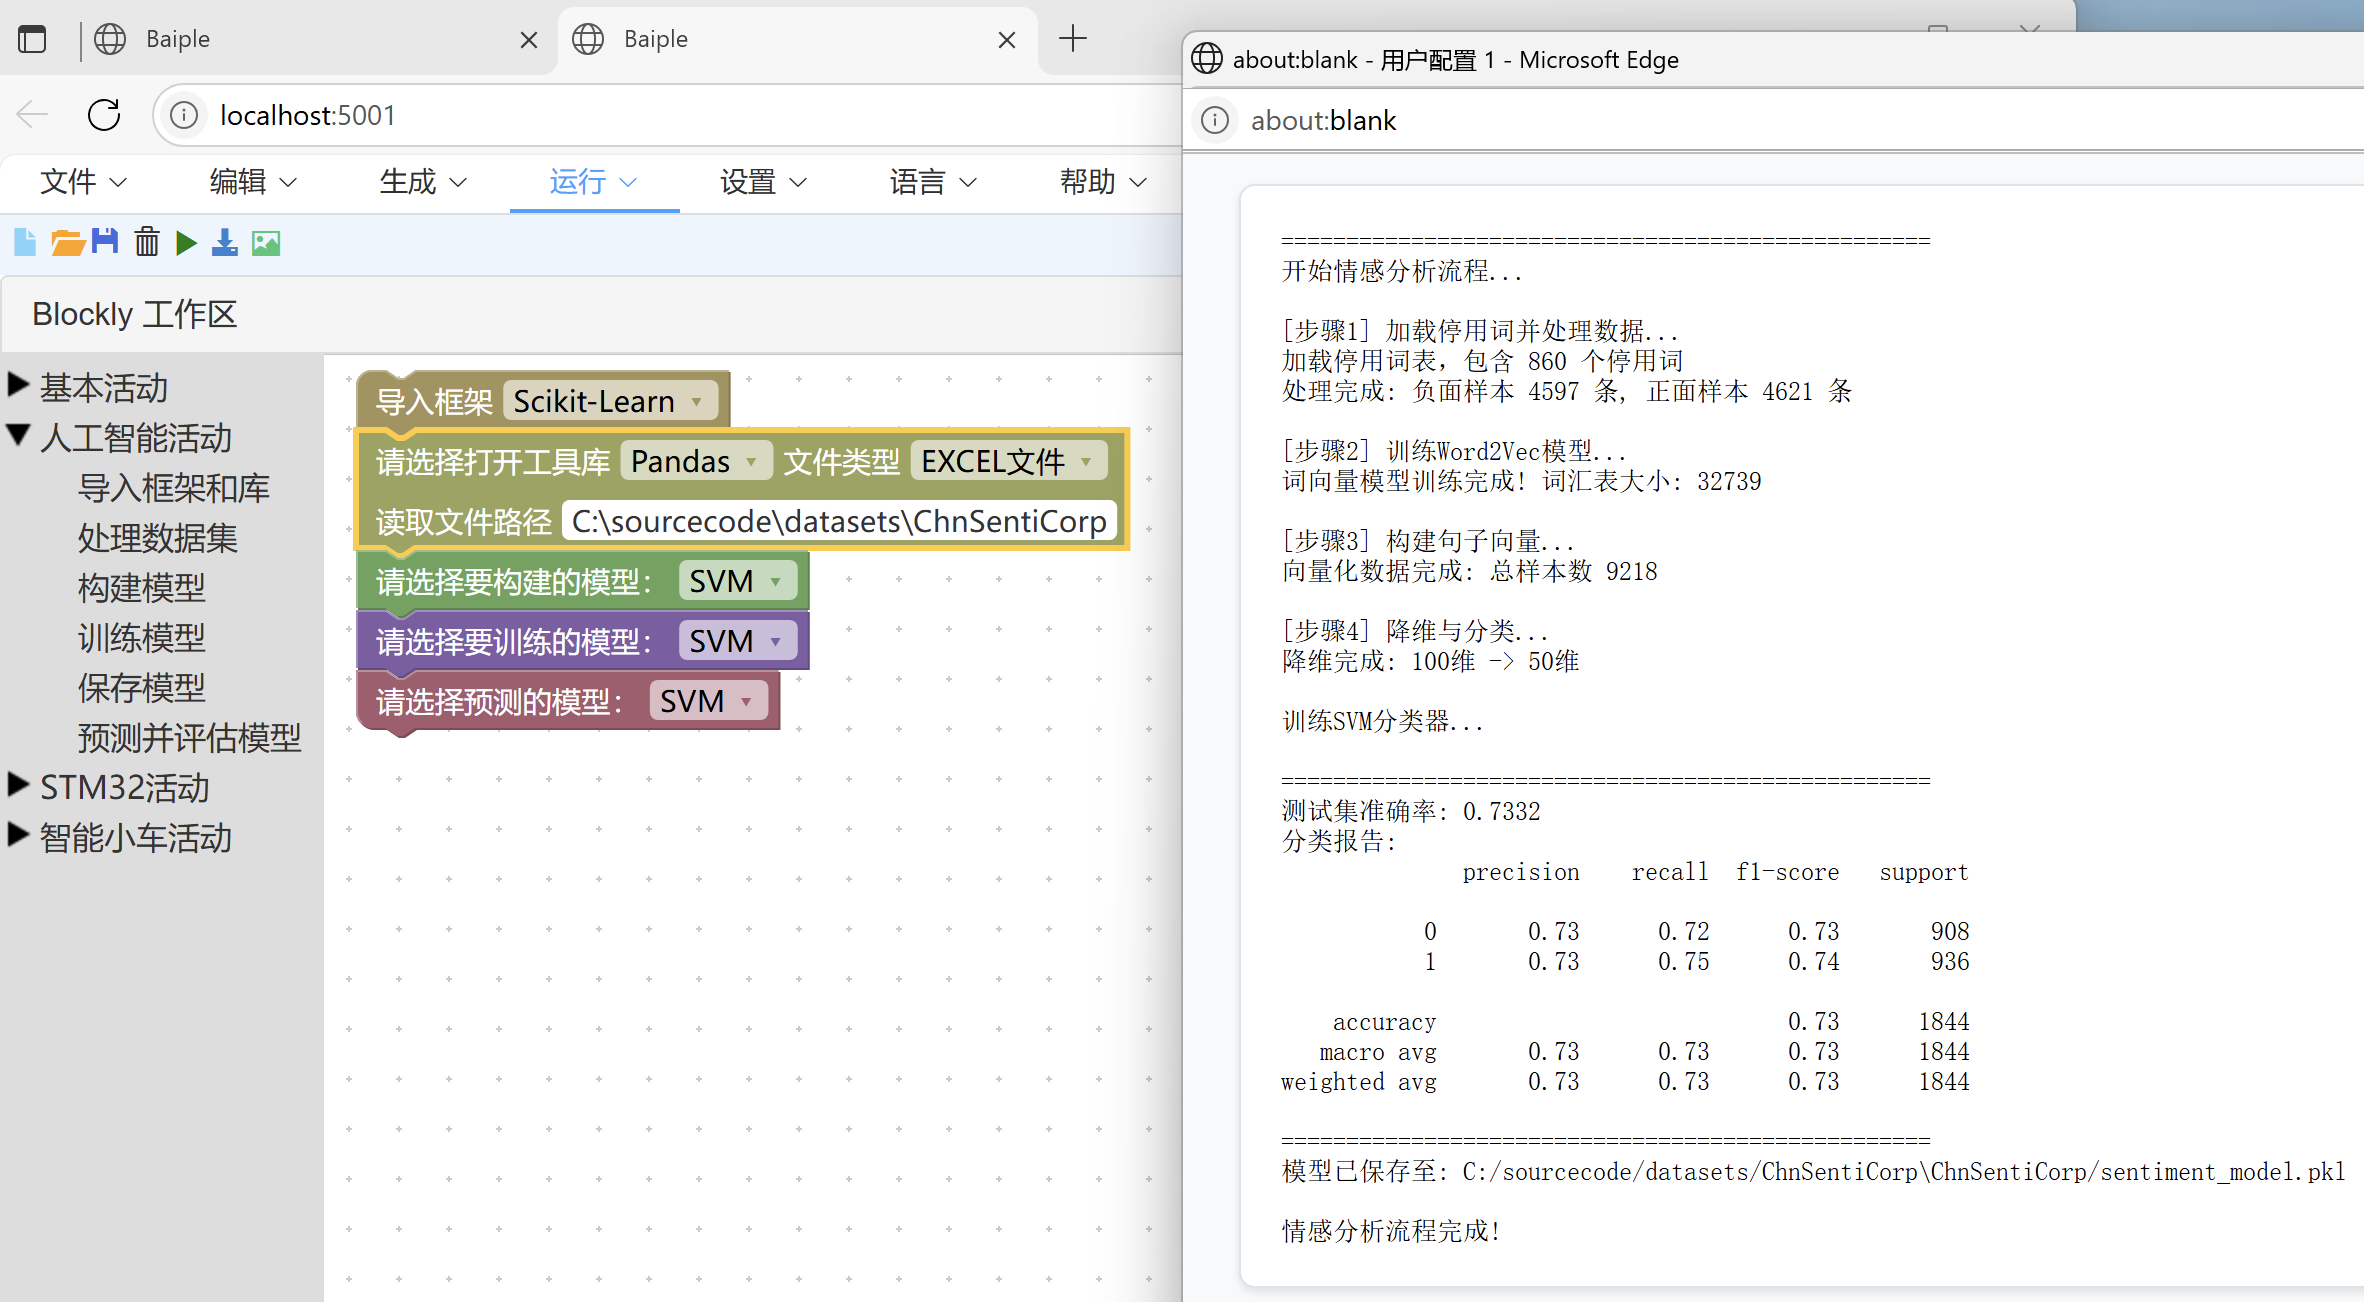 Baiple
Baiple
localhost:5001
文件 编辑 生成 运行 设置 语言 帮助
Blockly 工作区
基本活动
人工智能活动
导入框架和库
处理数据集
构建模型
训练模型
保存模型
预测并评估模型
STM32活动
智能小车活动
导入框架 Scikit-Learn
请选择打开工具库 Pandas 文件类型 EXCEL文件
读取文件路径 C:\sourcecode\datasets\ChnSentiCorp
请选择要构建的模型： SVM
请选择要训练的模型： SVM
请选择预测的模型： SVM
about:blank - 用户配置 1 - Microsoft Edge
about:blank
==================================================
开始情感分析流程...
[步骤1] 加载停用词并处理数据...
加载停用词表，包含 860 个停用词
处理完成: 负面样本 4597 条, 正面样本 4621 条
[步骤2] 训练Word2Vec模型...
词向量模型训练完成! 词汇表大小: 32739
[步骤3] 构建句子向量...
向量化数据完成: 总样本数 9218
[步骤4] 降维与分类...
降维完成: 100维 -> 50维
训练SVM分类器...
==================================================
测试集准确率: 0.7332
分类报告:
precision recall f1-score support
0 0.73 0.72 0.73 908
1 0.73 0.75 0.74 936
accuracy 0.73 1844
macro avg 0.73 0.73 0.73 1844
weighted avg 0.73 0.73 0.73 1844
==================================================
模型已保存至: C:/sourcecode/datasets/ChnSentiCorp\ChnSentiCorp/sentiment_model.pkl
情感分析流程完成!